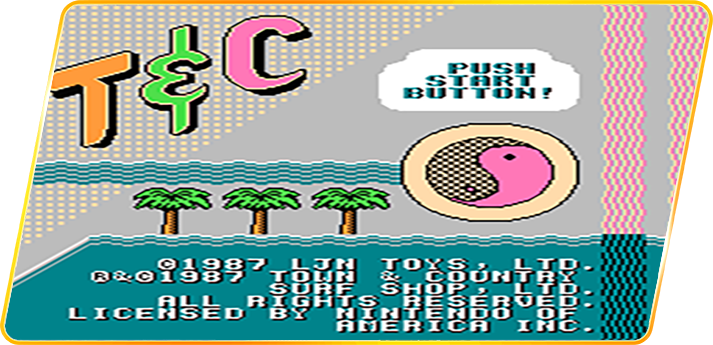 T&C
PUSH
START
BUTTON!
©1987 LJN TOYS, LTD.
R&©1987 TOWN & COUNTRY
SURF SHOP, LTD.
ALL RIGHTS RESERVED.
LICENSED BY NINTENDO OF
AMERICA INC.